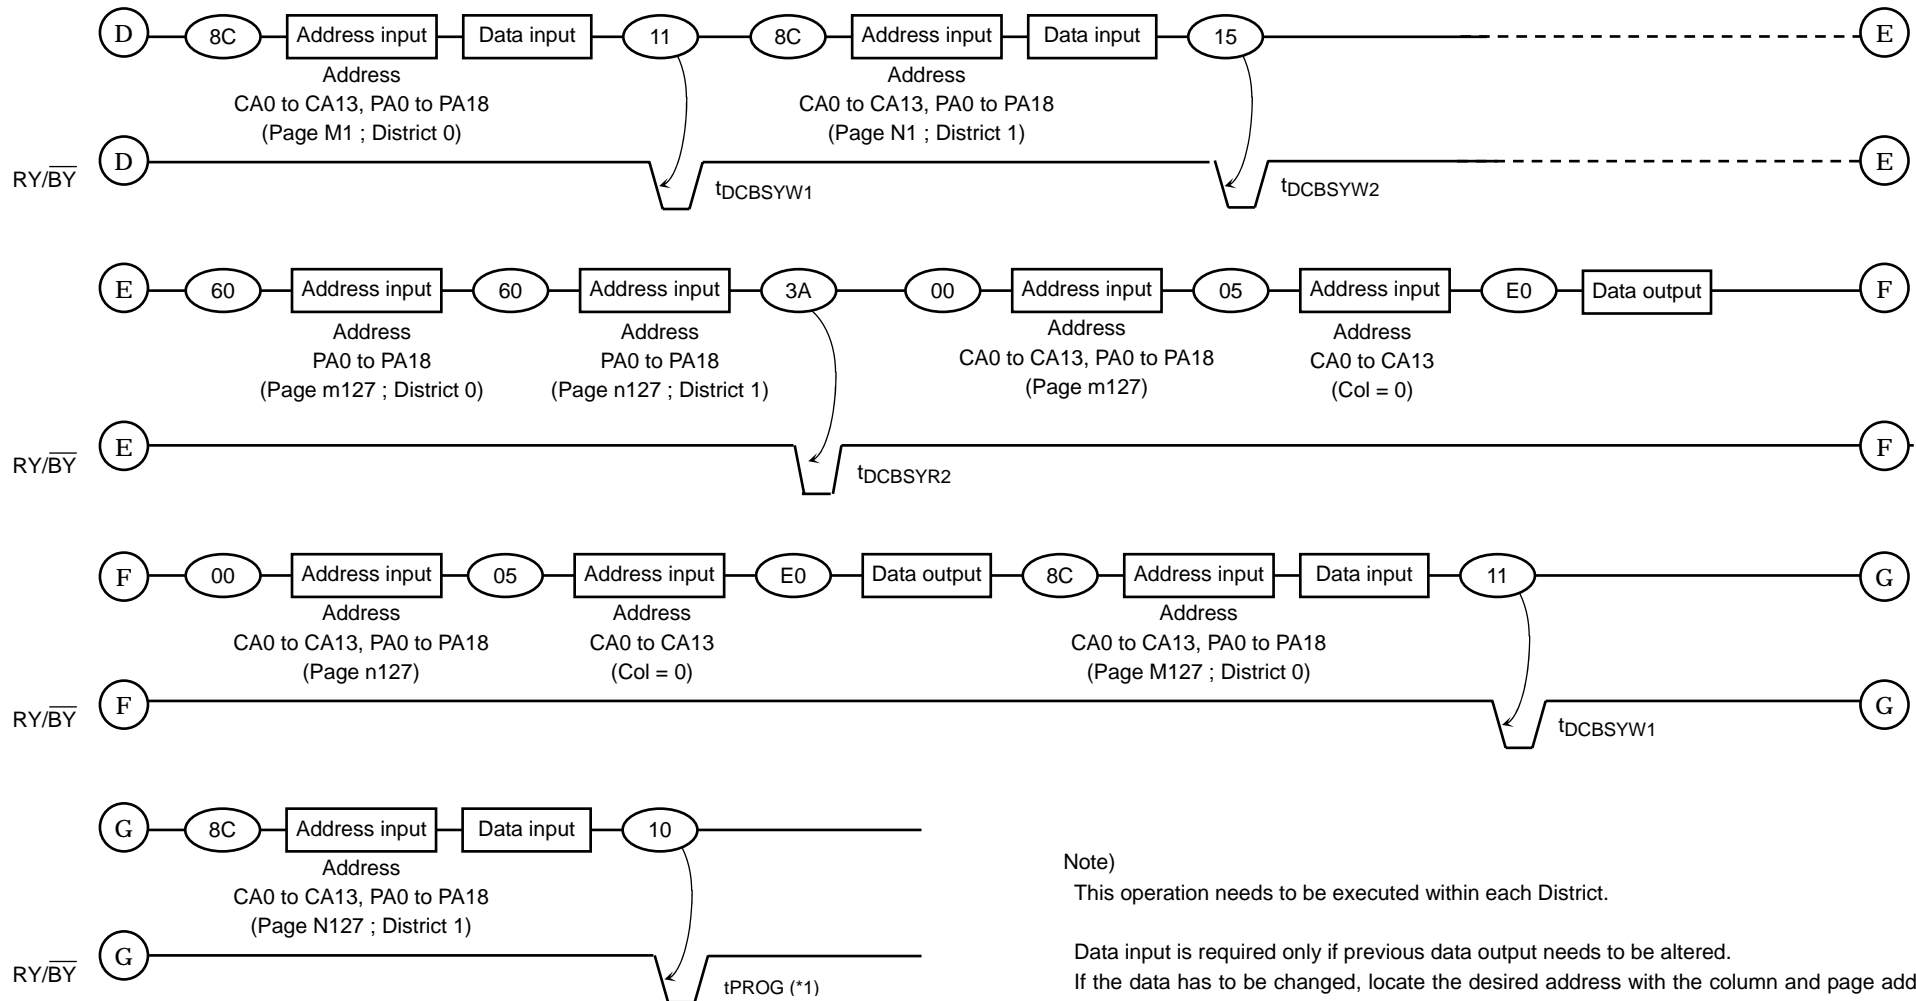 D 8C Address input Data input 11 8C Address input Data input 15 E
Address Address
CA0 to CA13, PA0 to PA18 CA0 to CA13, PA0 to PA18
(Page M1 ; District 0) (Page N1 ; District 1)
D E
RY/BY
tDCBSYW1 tDCBSYW2
E 60 Address input 60 Address input 3A 00 Address input 05 Address input E0 Data output F
Address Address Address Address
PA0 to PA18 PA0 to PA18 CA0 to CA13, PA0 to PA18 CA0 to CA13
(Page m127 ; District 0) (Page n127 ; District 1) (Page m127) (Col = 0)
E F
RY/BY
tDCBSYR2
F 00 Address input 05 Address input E0 Data output 8C Address input Data input 11 G
Address Address Address
CA0 to CA13, PA0 to PA18 CA0 to CA13 CA0 to CA13, PA0 to PA18
(Page n127) (Col = 0) (Page M127 ; District 0)
F G
RY/BY
tDCBSYW1
G 8C Address input Data input 10
Address
CA0 to CA13, PA0 to PA18
(Page N127 ; District 1)
G
RY/BY
tPROG (*1)
Note)
This operation needs to be executed within each District.
Data input is required only if previous data output needs to be altered.
If the data has to be changed, locate the desired address with the column and page add